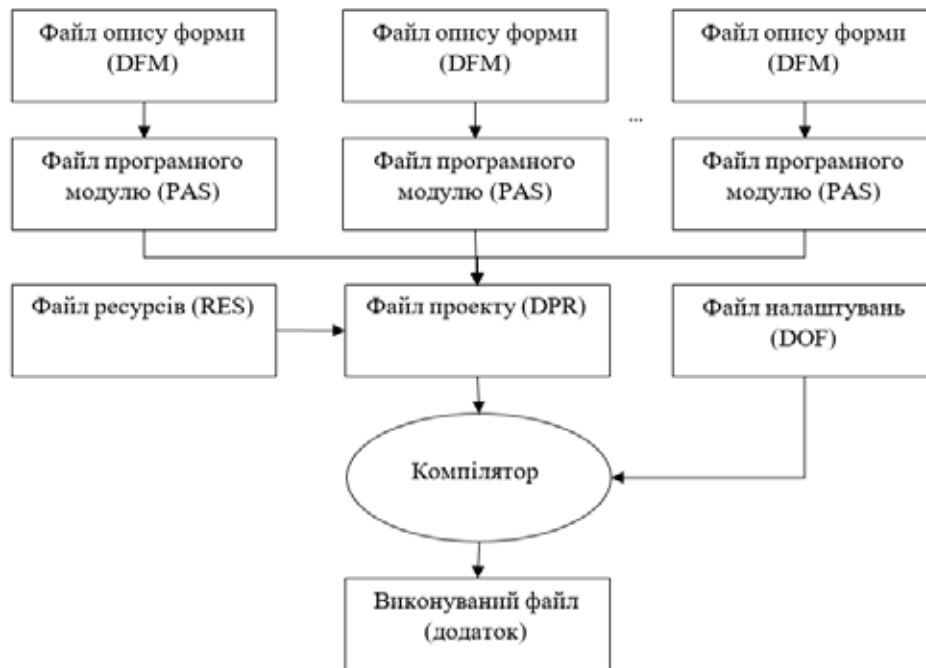 Файл опису форми
(DFM)
Файл опису форми
(DFM)
Файл опису форми
(DFM)
...
Файл програмного
модулю (PAS)
Файл програмного
модулю (PAS)
Файл програмного
модулю (PAS)
Файл ресурсів (RES)
Файл проекту (DPR)
Файл налаштувань
(DOF)
Компілятор
Виконуваний файл
(додаток)